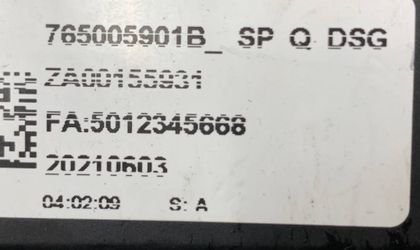 765005901B_ SP Q DSG
ZA00155931
FA:5012345668
20210603
04:02:09 S: A